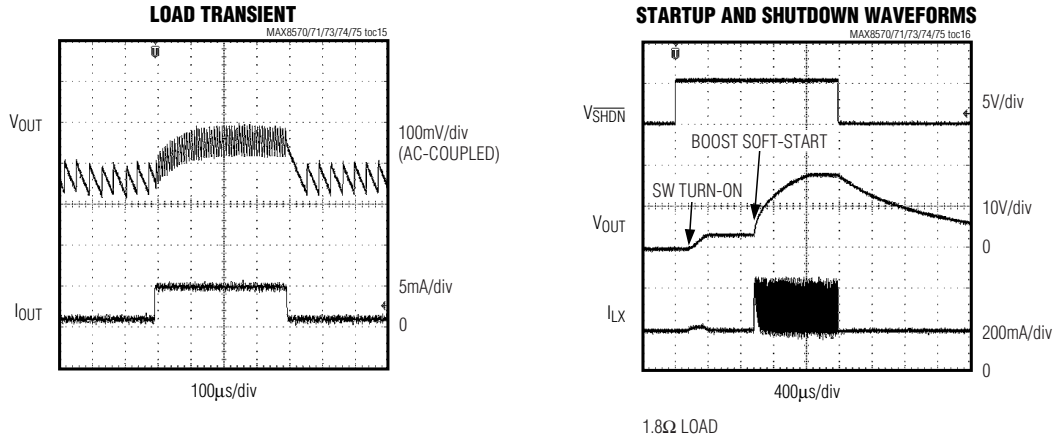 LOAD TRANSIENT
MAX8570/71/73/74/75 toc15
VOUT
100mV/div
(AC-COUPLED)
IOUT
5mA/div
0
100µs/div
STARTUP AND SHUTDOWN WAVEFORMS
MAX8570/71/73/74/75 toc16
VSHDN
5V/div
BOOST SOFT-START
SW TURN-ON
VOUT
10V/div
0
ILX
200mA/div
0
400µs/div
1.8Ω LOAD